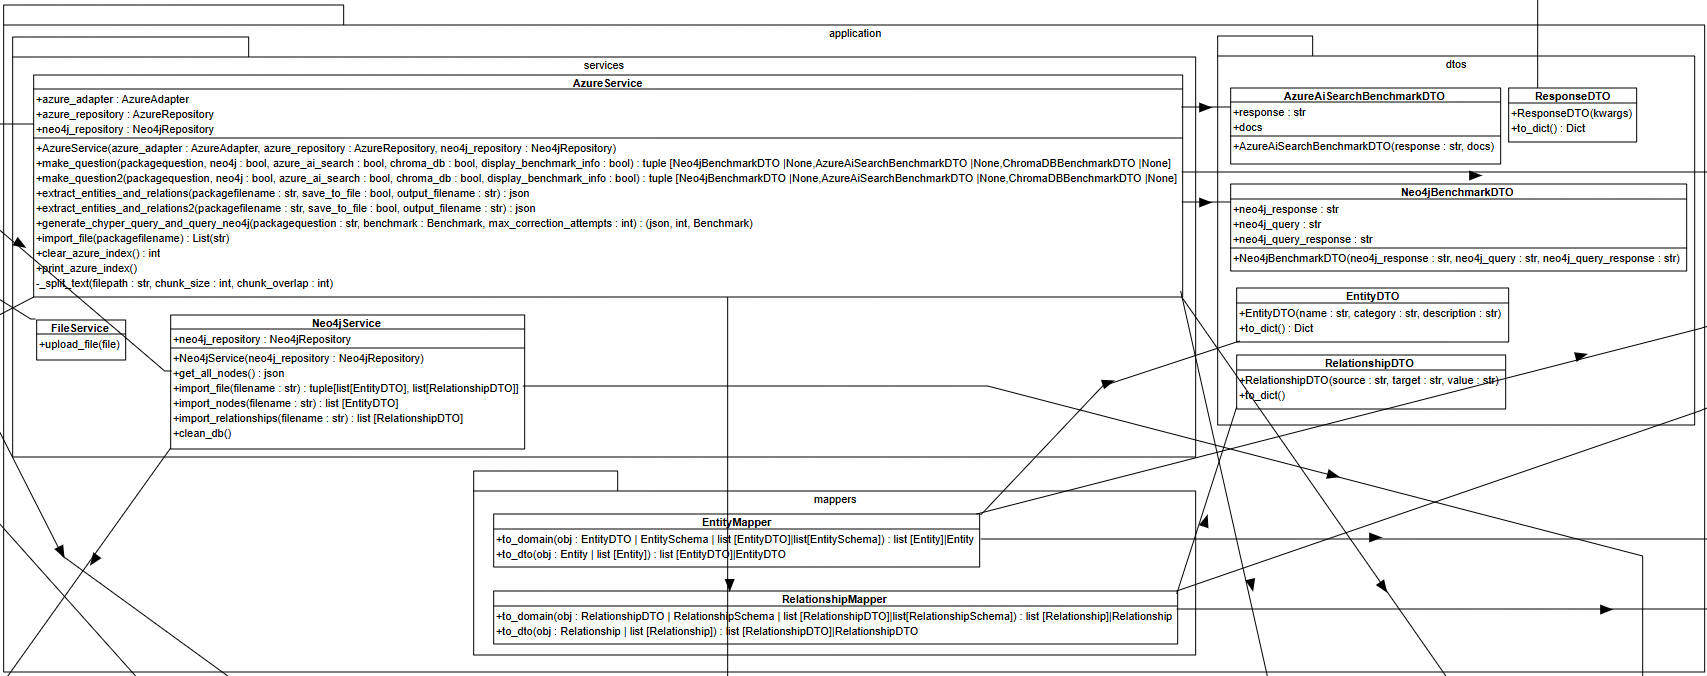 application
services
AzureService
+azure_adapter : AzureAdapter
+azure_repository : AzureRepository
+neo4j_repository : Neo4jRepository
+AzureService(azure_adapter : AzureAdapter, azure_repository : AzureRepository, neo4j_repository : Neo4jRepository)
+make_question(packagequestion, neo4j : bool, azure_ai_search : bool, chroma_db : bool, display_benchmark_info : bool) : tuple [Neo4jBenchmarkDTO |None,AzureAiSearchBenchmarkDTO |None,ChromaDBBenchmarkDTO |None]
+make_question2(packagequestion, neo4j : bool, azure_ai_search : bool, chroma_db : bool, display_benchmark_info : bool) : tuple [Neo4jBenchmarkDTO |None,AzureAiSearchBenchmarkDTO |None,ChromaDBBenchmarkDTO |None]
+extract_entities_and_relations(packagefilename : str, save_to_file : bool, output_filename : str) : json
+extract_entities_and_relations2(packagefilename : str, save_to_file : bool, output_filename : str) : json
+generate_chyper_query_and_query_neo4j(packagequestion : str, benchmark : Benchmark, max_correction_attempts : int) : (json, int, Benchmark)
+import_file(packagefilename) : List(str)
+clear_azure_index() : int
+print_azure_index()
-_split_text(filepath : str, chunk_size : int, chunk_overlap : int)
FileService
+upload_file(file)
Neo4jService
+neo4j_repository : Neo4jRepository
+Neo4jService(neo4j_repository : Neo4jRepository)
+get_all_nodes() : json
+import_file(filename : str) : tuple[list[EntityDTO], list[RelationshipDTO]]
+import_nodes(filename : str) : list [EntityDTO]
+import_relationships(filename : str) : list [RelationshipDTO]
+clean_db()
dtos
AzureAiSearchBenchmarkDTO
+response : str
+docs
+AzureAiSearchBenchmarkDTO(response : str, docs)
ResponseDTO
+ResponseDTO(kwargs)
+to_dict() : Dict
Neo4jBenchmarkDTO
+neo4j_response : str
+neo4j_query : str
+neo4j_query_response : str
+Neo4jBenchmarkDTO(neo4j_response : str, neo4j_query : str, neo4j_query_response : str)
EntityDTO
+EntityDTO(name : str, category : str, description : str)
+to_dict() : Dict
RelationshipDTO
+RelationshipDTO(source : str, target : str, value : str)
+to_dict()
mappers
EntityMapper
+to_domain(obj : EntityDTO | EntitySchema | list [EntityDTO]|list[EntitySchema]) : list [Entity]|Entity
+to_dto(obj : Entity | list [Entity]) : list [EntityDTO]|EntityDTO
RelationshipMapper
+to_domain(obj : RelationshipDTO | RelationshipSchema | list [RelationshipDTO]|list[RelationshipSchema]) : list [Relationship]|Relationship
+to_dto(obj : Relationship | list [Relationship]) : list [RelationshipDTO]|RelationshipDTO